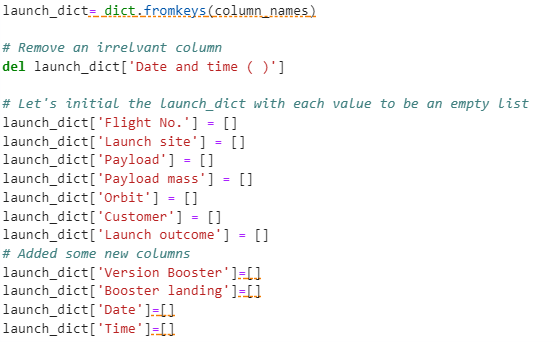 launch_dict= dict.fromkeys(column_names)
# Remove an irrelvant column
del launch_dict['Date and time ( )']
# Let's initial the launch_dict with each value to be an empty list
launch_dict['Flight No.'] = []
launch_dict['Launch site'] = []
launch_dict['Payload'] = []
launch_dict['Payload mass'] = []
launch_dict['Orbit'] = []
launch_dict['Customer'] = []
launch_dict['Launch outcome'] = []
# Added some new columns
launch_dict['Version Booster']=[]
launch_dict['Booster landing']=[]
launch_dict['Date']=[]
launch_dict['Time']=[]